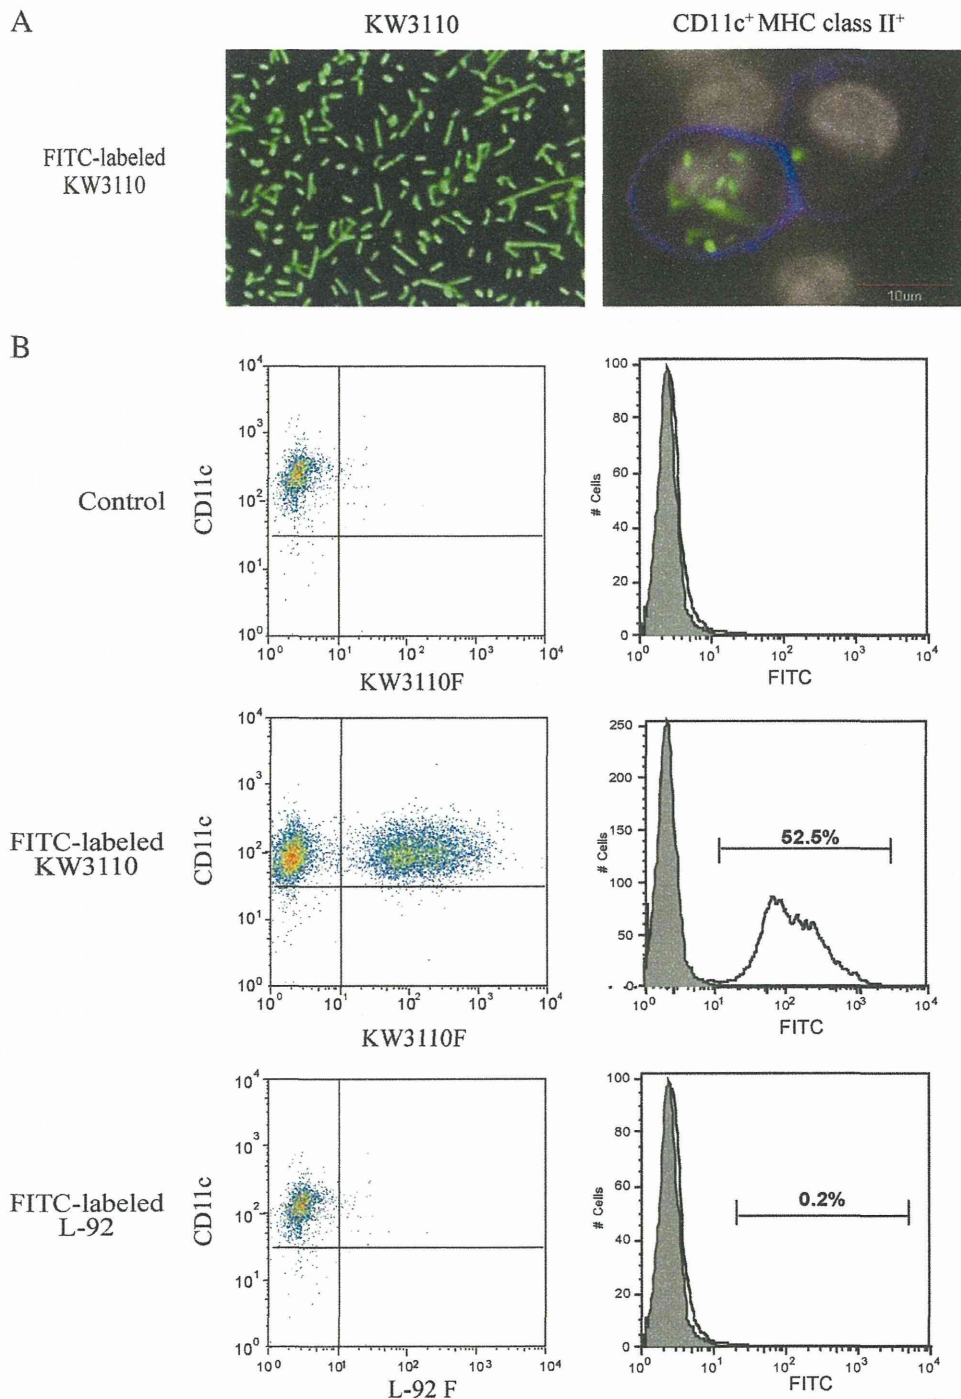 A
KW3110
CD11c⁺ MHC class II⁺
FITC-labeled
KW3110
10um
B
Control
CD11c
10⁴
10³
10²
10¹
10⁰
10⁰ 10¹ 10² 10³ 10⁴
KW3110F
# Cells
100
80
60
40
20
0
10⁰ 10¹ 10² 10³ 10⁴
FITC
FITC-labeled
KW3110
CD11c
10⁴
10³
10²
10¹
10⁰
10⁰ 10¹ 10² 10³ 10⁴
KW3110F
# Cells
250
200
150
100
50
0
52.5%
10⁰ 10¹ 10² 10³ 10⁴
FITC
FITC-labeled
L-92
CD11c
10⁴
10³
10²
10¹
10⁰
10⁰ 10¹ 10² 10³ 10⁴
L-92 F
# Cells
100
80
60
40
20
0
0.2%
10⁰ 10¹ 10² 10³ 10⁴
FITC